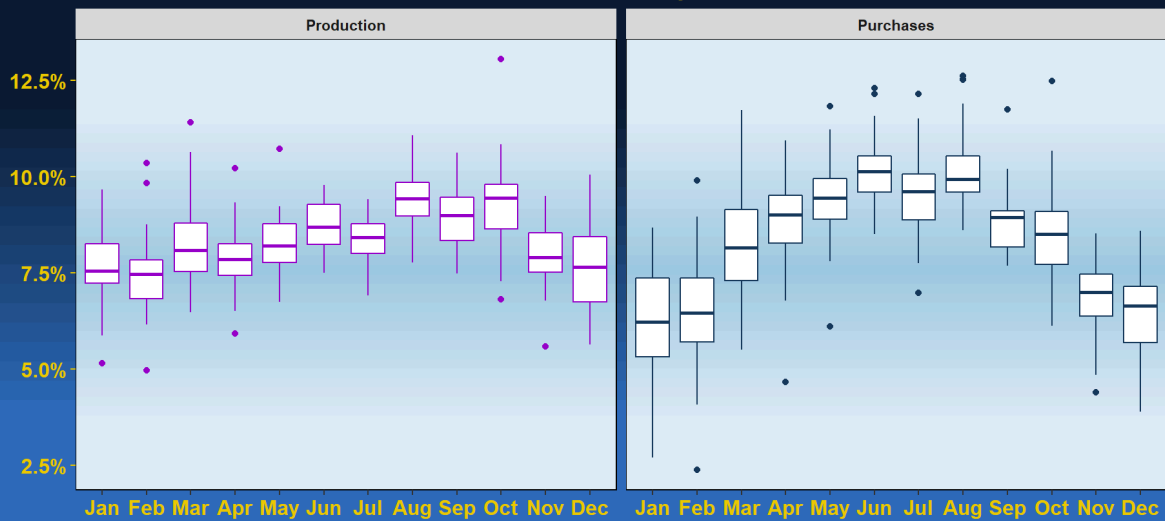 Production Purchases
12.5%
10.0%
7.5%
5.0%
2.5%
Jan Feb Mar Apr May Jun Jul Aug Sep Oct Nov Dec Jan Feb Mar Apr May Jun Jul Aug Sep Oct Nov Dec